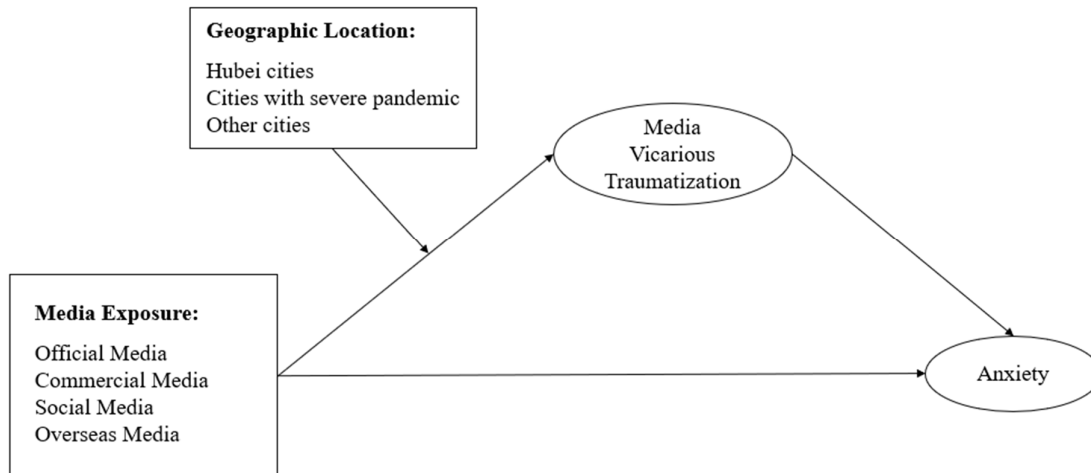 Geographic Location:
Hubei cities
Cities with severe pandemic
Other cities
Media
Vicarious
Traumatization
Media Exposure:
Official Media
Commercial Media
Social Media
Overseas Media
Anxiety